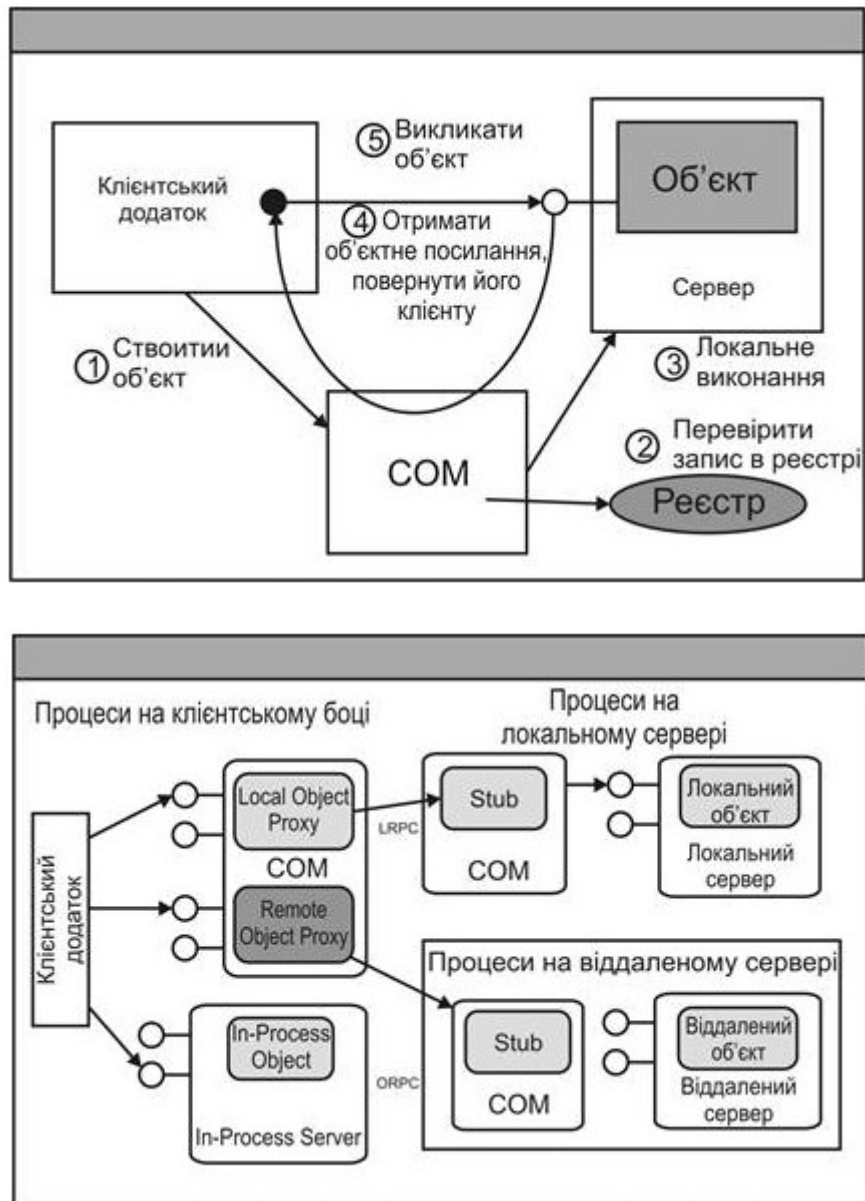 ⑤ Викликати
об’єкт
Клієнтський
додаток
④ Отримати
об’єктне посилання,
повернути його
клієнту
Об’єкт
Сервер
① Ствоитии
об’єкт
③ Локальне
виконання
COM
② Перевірити
запис в реєстрі
Реєстр
Процеси на клієнтському боці
Процеси на
локальному сервері
Клієнтський
додаток
Local Object
Proxy
COM
Remote
Object Proxy
In-Process
Object
In-Process Server
LRPC
ORPC
Stub
COM
Локальний
об’єкт
Локальний
сервер
Процеси на віддаленому сервері
Stub
COM
Віддалений
об’єкт
Віддалений
сервер